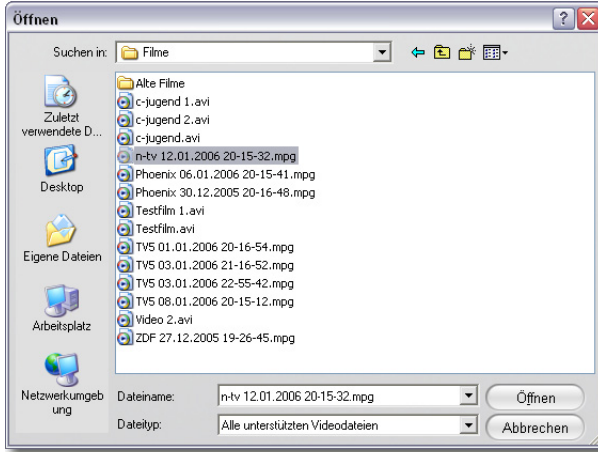 Öffnen
Suchen in:
Filme
Zuletzt
verwendete D...
Desktop
Eigene Dateien
Arbeitsplatz
Netzwerkumgeb
ung
Alte Filme
c-jugend 1.avi
c-jugend 2.avi
c-jugend.avi
n-tv 12.01.2006 20-15-32.mpg
Phoenix 06.01.2006 20-15-41.mpg
Phoenix 30.12.2005 20-16-48.mpg
Testfilm 1.avi
Testfilm.avi
TV5 01.01.2006 20-16-54.mpg
TV5 03.01.2006 21-16-52.mpg
TV5 03.01.2006 22-55-42.mpg
TV5 08.01.2006 20-15-12.mpg
Video 2.avi
ZDF 27.12.2005 19-26-45.mpg
Dateiname:
n-tv 12.01.2006 20-15-32.mpg
Öffnen
Dateityp:
Alle unterstützten Videodateien
Abbrechen